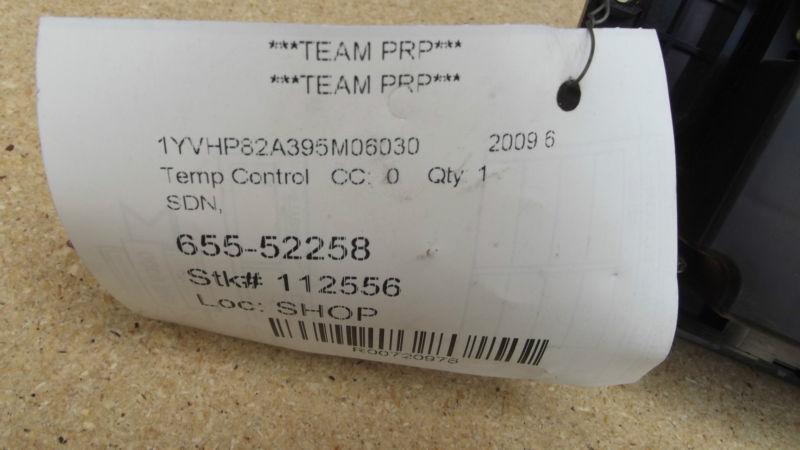 ***TEAM PRP***
***TEAM PRP***
1YVHP82A395M06030 2009 6
Temp Control CC: 0 Qty 1
SDN,
655-52258
Stk# 112556
Loc: SHOP
R00720978